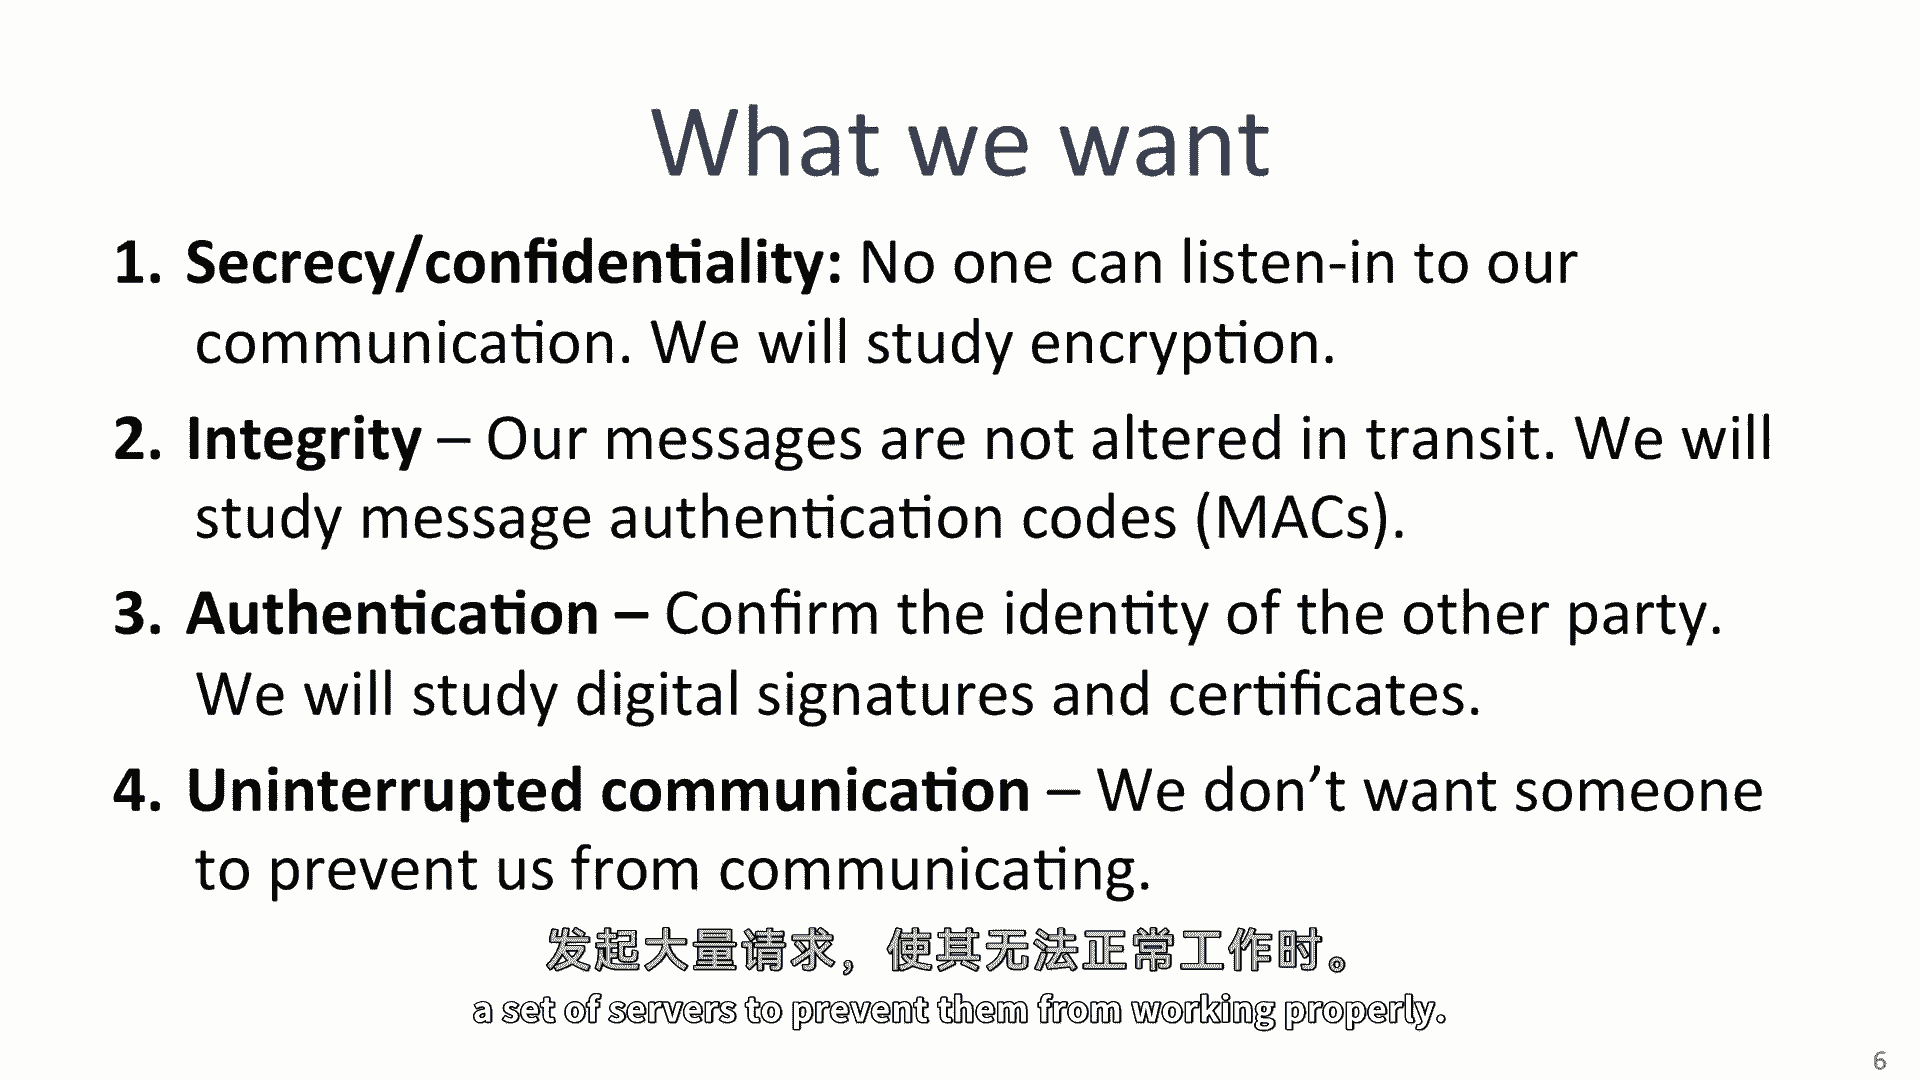 What we want
1. Secrecy/confidentiality: No one can listen-in to our
communication. We will study encryption.
2. Integrity – Our messages are not altered in transit. We will
study message authentication codes (MACs).
3. Authentication – Confirm the identity of the other party.
We will study digital signatures and certificates.
4. Uninterrupted communication – We don’t want someone
to prevent us from communicating.
发起大量请求，使其无法正常工作时。
a set of servers to prevent them from working properly.
6